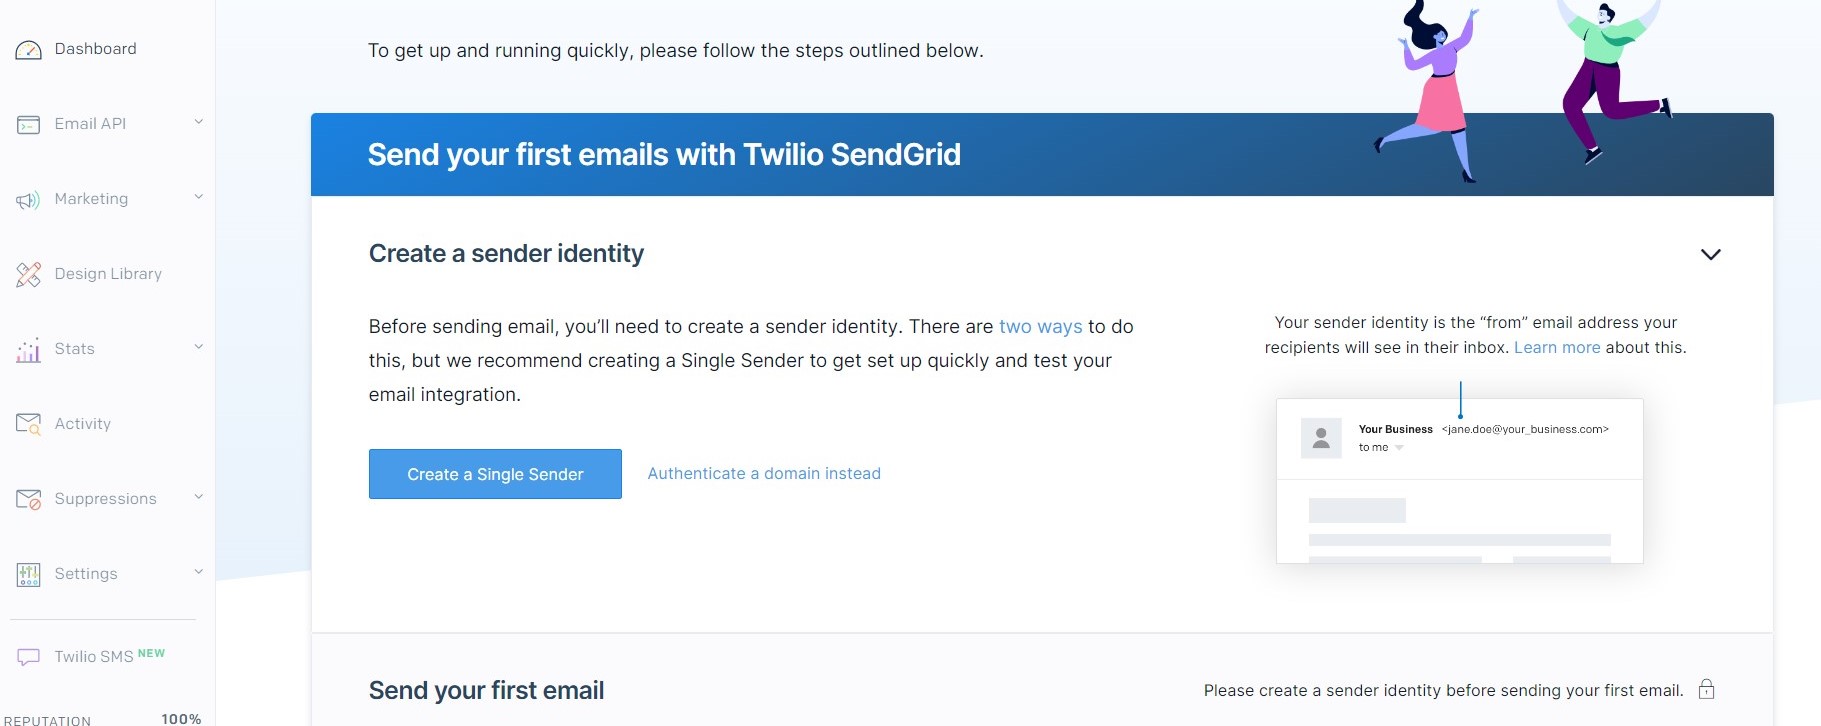 Dashboard
Email API
Marketing
Design Library
Stats
Activity
Suppressions
Settings
Twilio SMS NEW
REPUTATION 100%
To get up and running quickly, please follow the steps outlined below.
Send your first emails with Twilio SendGrid
Create a sender identity
Before sending email, you’ll need to create a sender identity. There are two ways to do
this, but we recommend creating a Single Sender to get set up quickly and test your
email integration.
Create a Single Sender
Authenticate a domain instead
Your sender identity is the “from” email address your
recipients will see in their inbox. Learn more about this.
Your Business <jane.doe@your_business.com>
to me
Send your first email
Please create a sender identity before sending your first email.